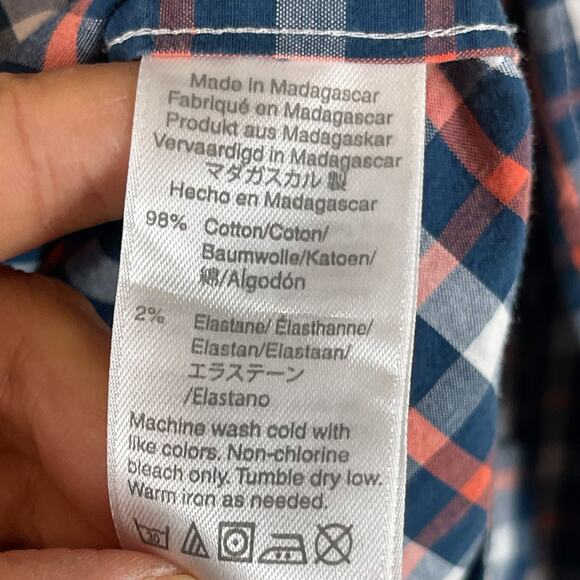 Made in Madagascar
Fabriqué en Madagascar
Produkt aus Madagaskar
Vervaardigd in Madagascar
マダガスカル 製
Hecho en Madagascar
98% Cotton/Coton/
Baumwolle/Katoen/
綿/Algodón
2% Elastane/ Élasthanne/
Elastan/Elastaan/
エラステーン
/Elastano
Machine wash cold with
like colors. Non-chlorine
bleach only. Tumble dry low.
Warm iron as needed.
30